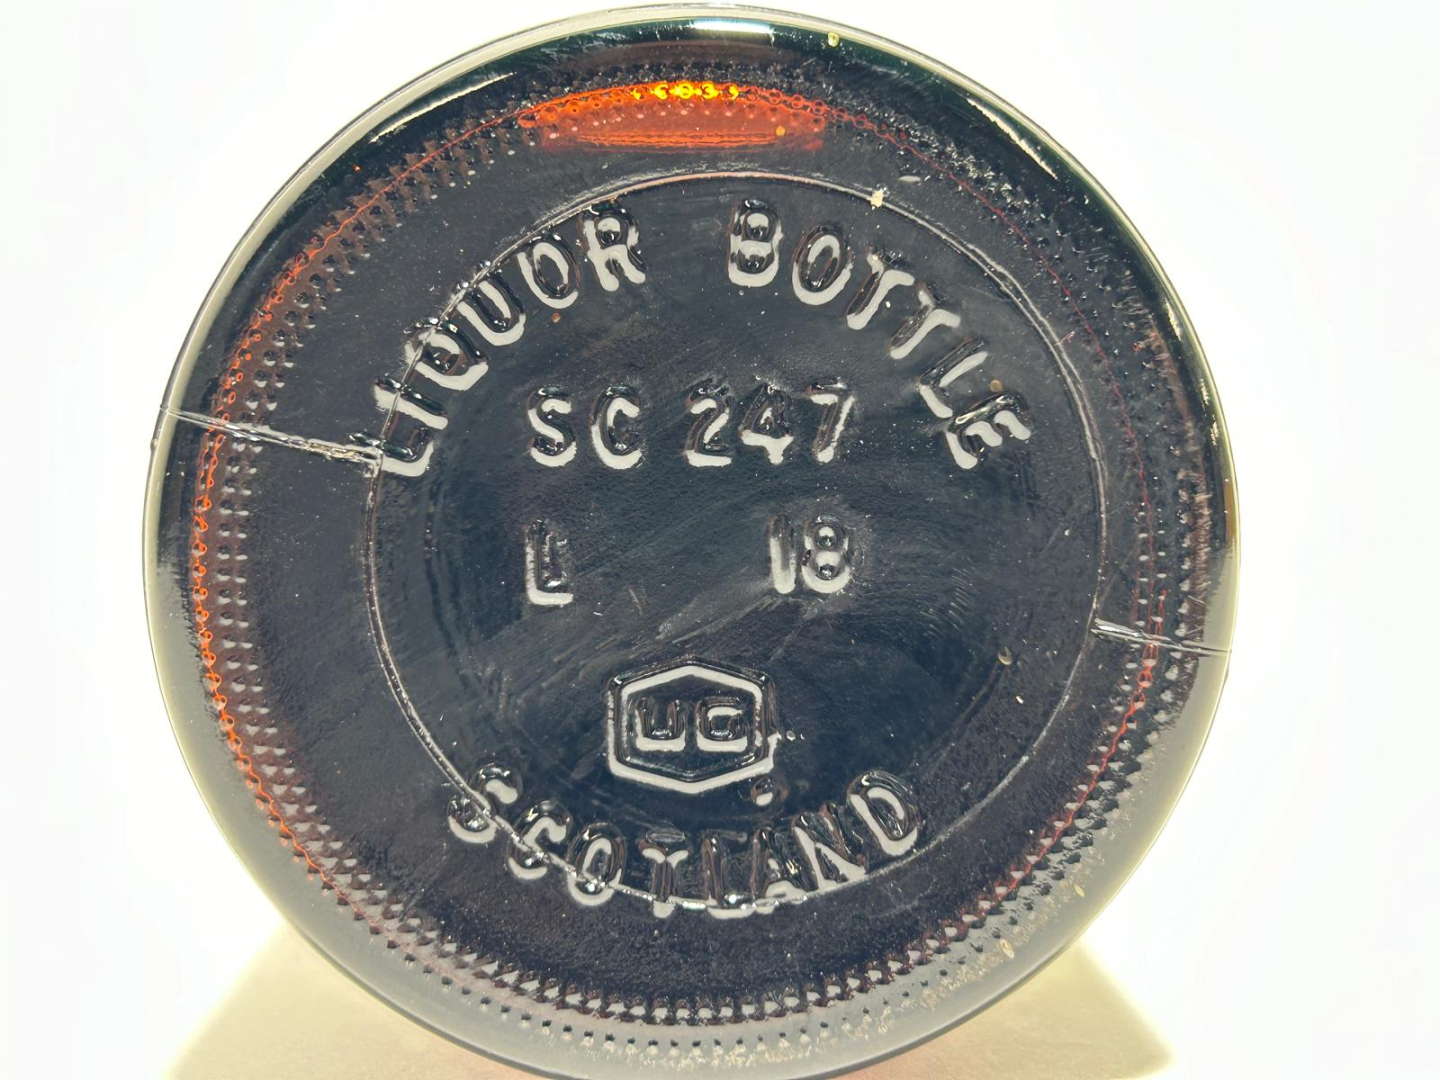 LIQUOR BOTTLE
SC 247
L 18
UG
SCOTLAND